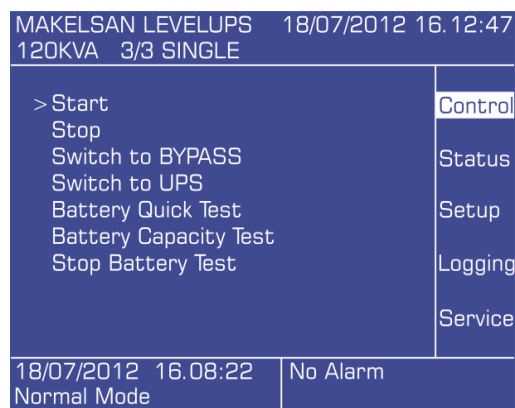 MAKELSAN LEVELUPS 18/07/2012 16.12:47
120KVA 3/3 SINGLE
> Start
Stop
Switch to BYPASS
Switch to UPS
Battery Quick Test
Battery Capacity Test
Stop Battery Test
Control
Status
Setup
Logging
Service
18/07/2012 16.08:22 No Alarm
Normal Mode